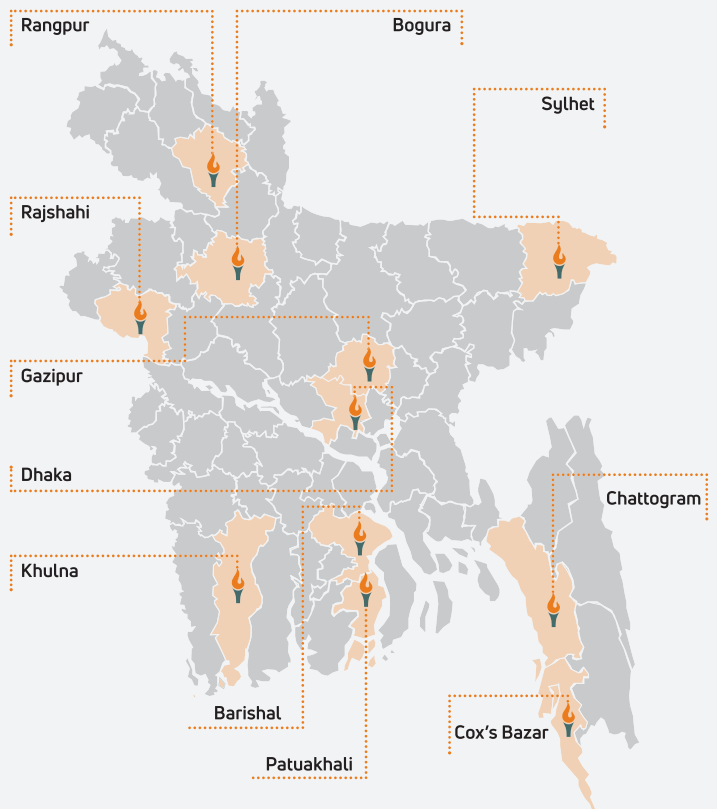 Rangpur
Bogura
Sylhet
Rajshahi
Gazipur
Dhaka
Chattogram
Khulna
Barishal
Cox's Bazar
Patuakhali